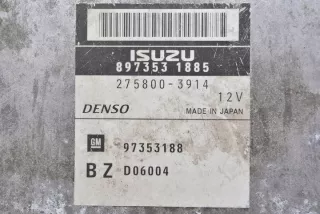 ISUZU
897353 1885
275800-3914
12V
DENSO
MADE IN JAPAN
GM 97353188
BZ D06004